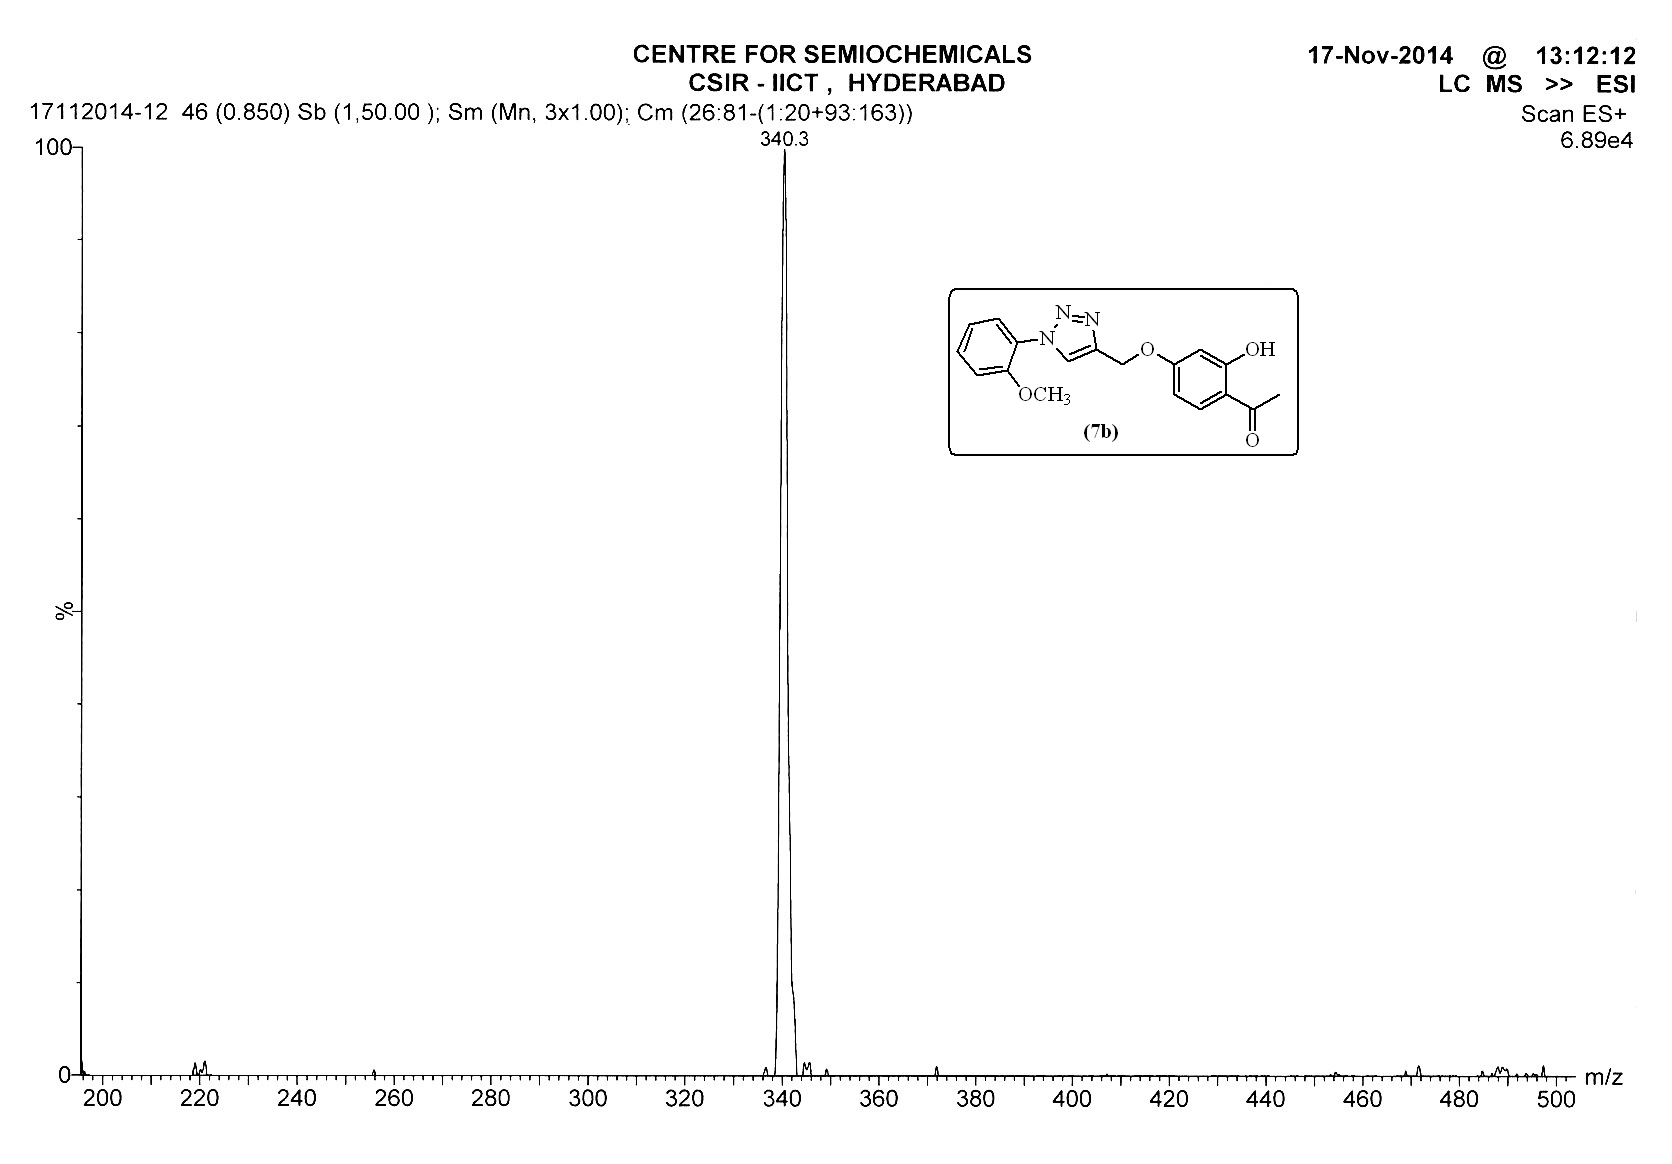 CENTRE FOR SEMIOCHEMICALS
CSIR - IICT , HYDERABAD
17-Nov-2014 @ 13:12:12
LC MS >> ESI
17112014-12 46 (0.850) Sb (1,50.00 ); Sm (Mn, 3x1.00); Cm (26:81-(1:20+93:163))
Scan ES+
6.89e4
340.3
100
%
0
N
N
N
O
OH
OCH3
O
(7b)
200 220 240 260 280 300 320 340 360 380 400 420 440 460 480 500
m/z